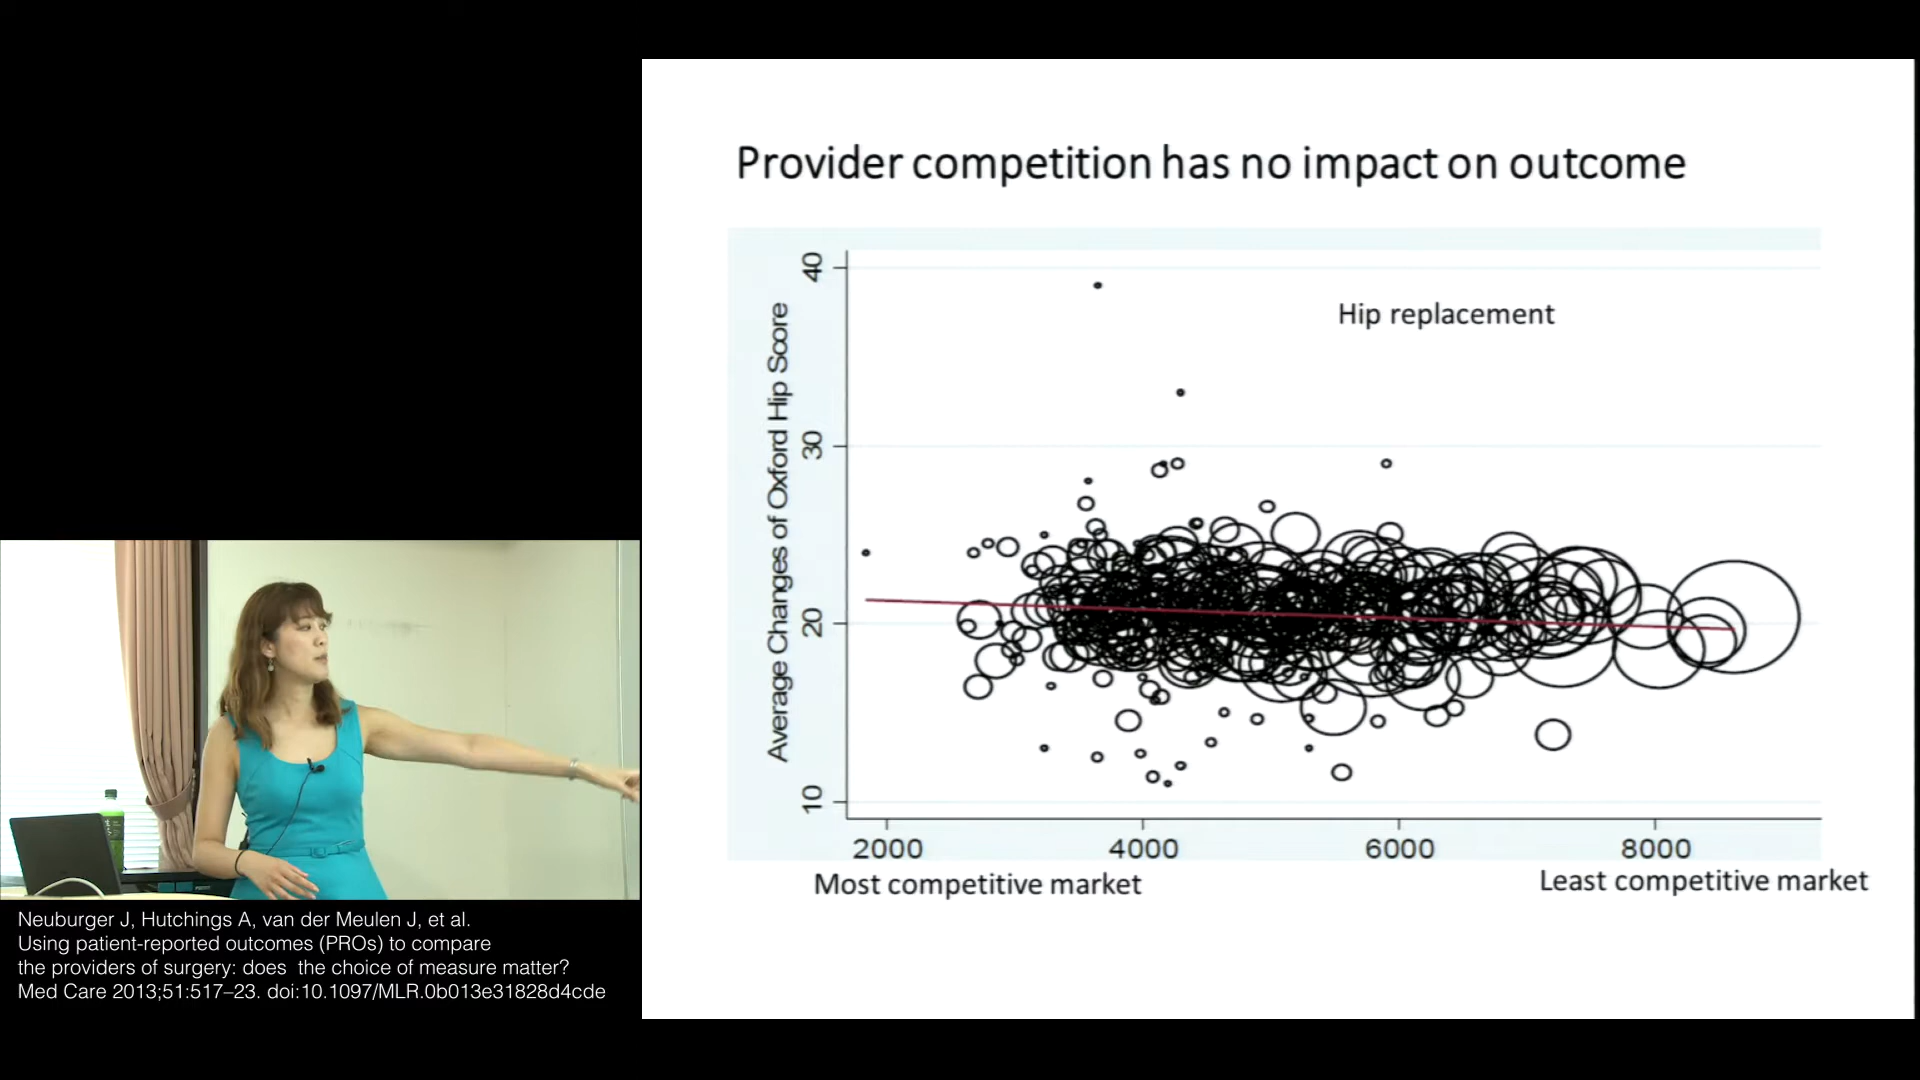 Provider competition has no impact on outcome
Hip replacement
Average Changes of Oxford Hip Score
40
30
20
10
2000
4000
6000
8000
Most competitive market
Least competitive market
Neuburger J, Hutchings A, van der Meulen J, et al.
Using patient-reported outcomes (PROs) to compare
the providers of surgery: does the choice of measure matter?
Med Care 2013;51:517–23. doi:10.1097/MLR.0b013e31828d4cde